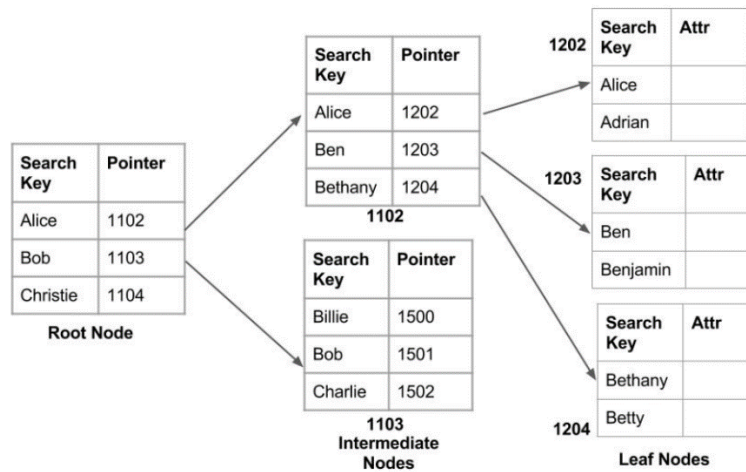 Search Key Pointer
Alice 1102
Bob 1103
Christie 1104
Root Node
Search Key Pointer
Alice 1202
Ben 1203
Bethany 1204
1102
Search Key Pointer
Billie 1500
Bob 1501
Charlie 1502
1103
Intermediate
Nodes
1202
Search Key Attr
Alice
Adrian
1203
Search Key Attr
Ben
Benjamin
Search Key Attr
Bethany
Betty
1204
Leaf Nodes